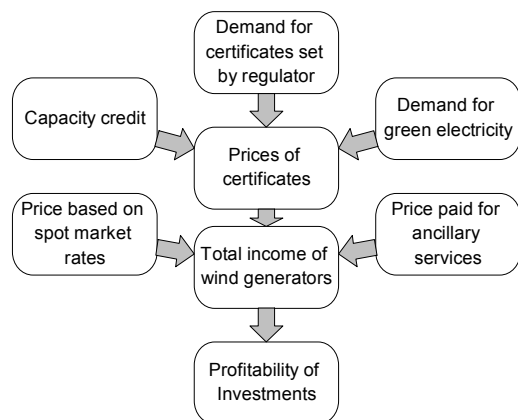 Demand for
certificates set
by regulator
Capacity credit
Demand for
green electricity
Prices of
certificates
Price based on
spot market
rates
Price paid for
ancillary
services
Total income of
wind generators
Profitability of
Investments